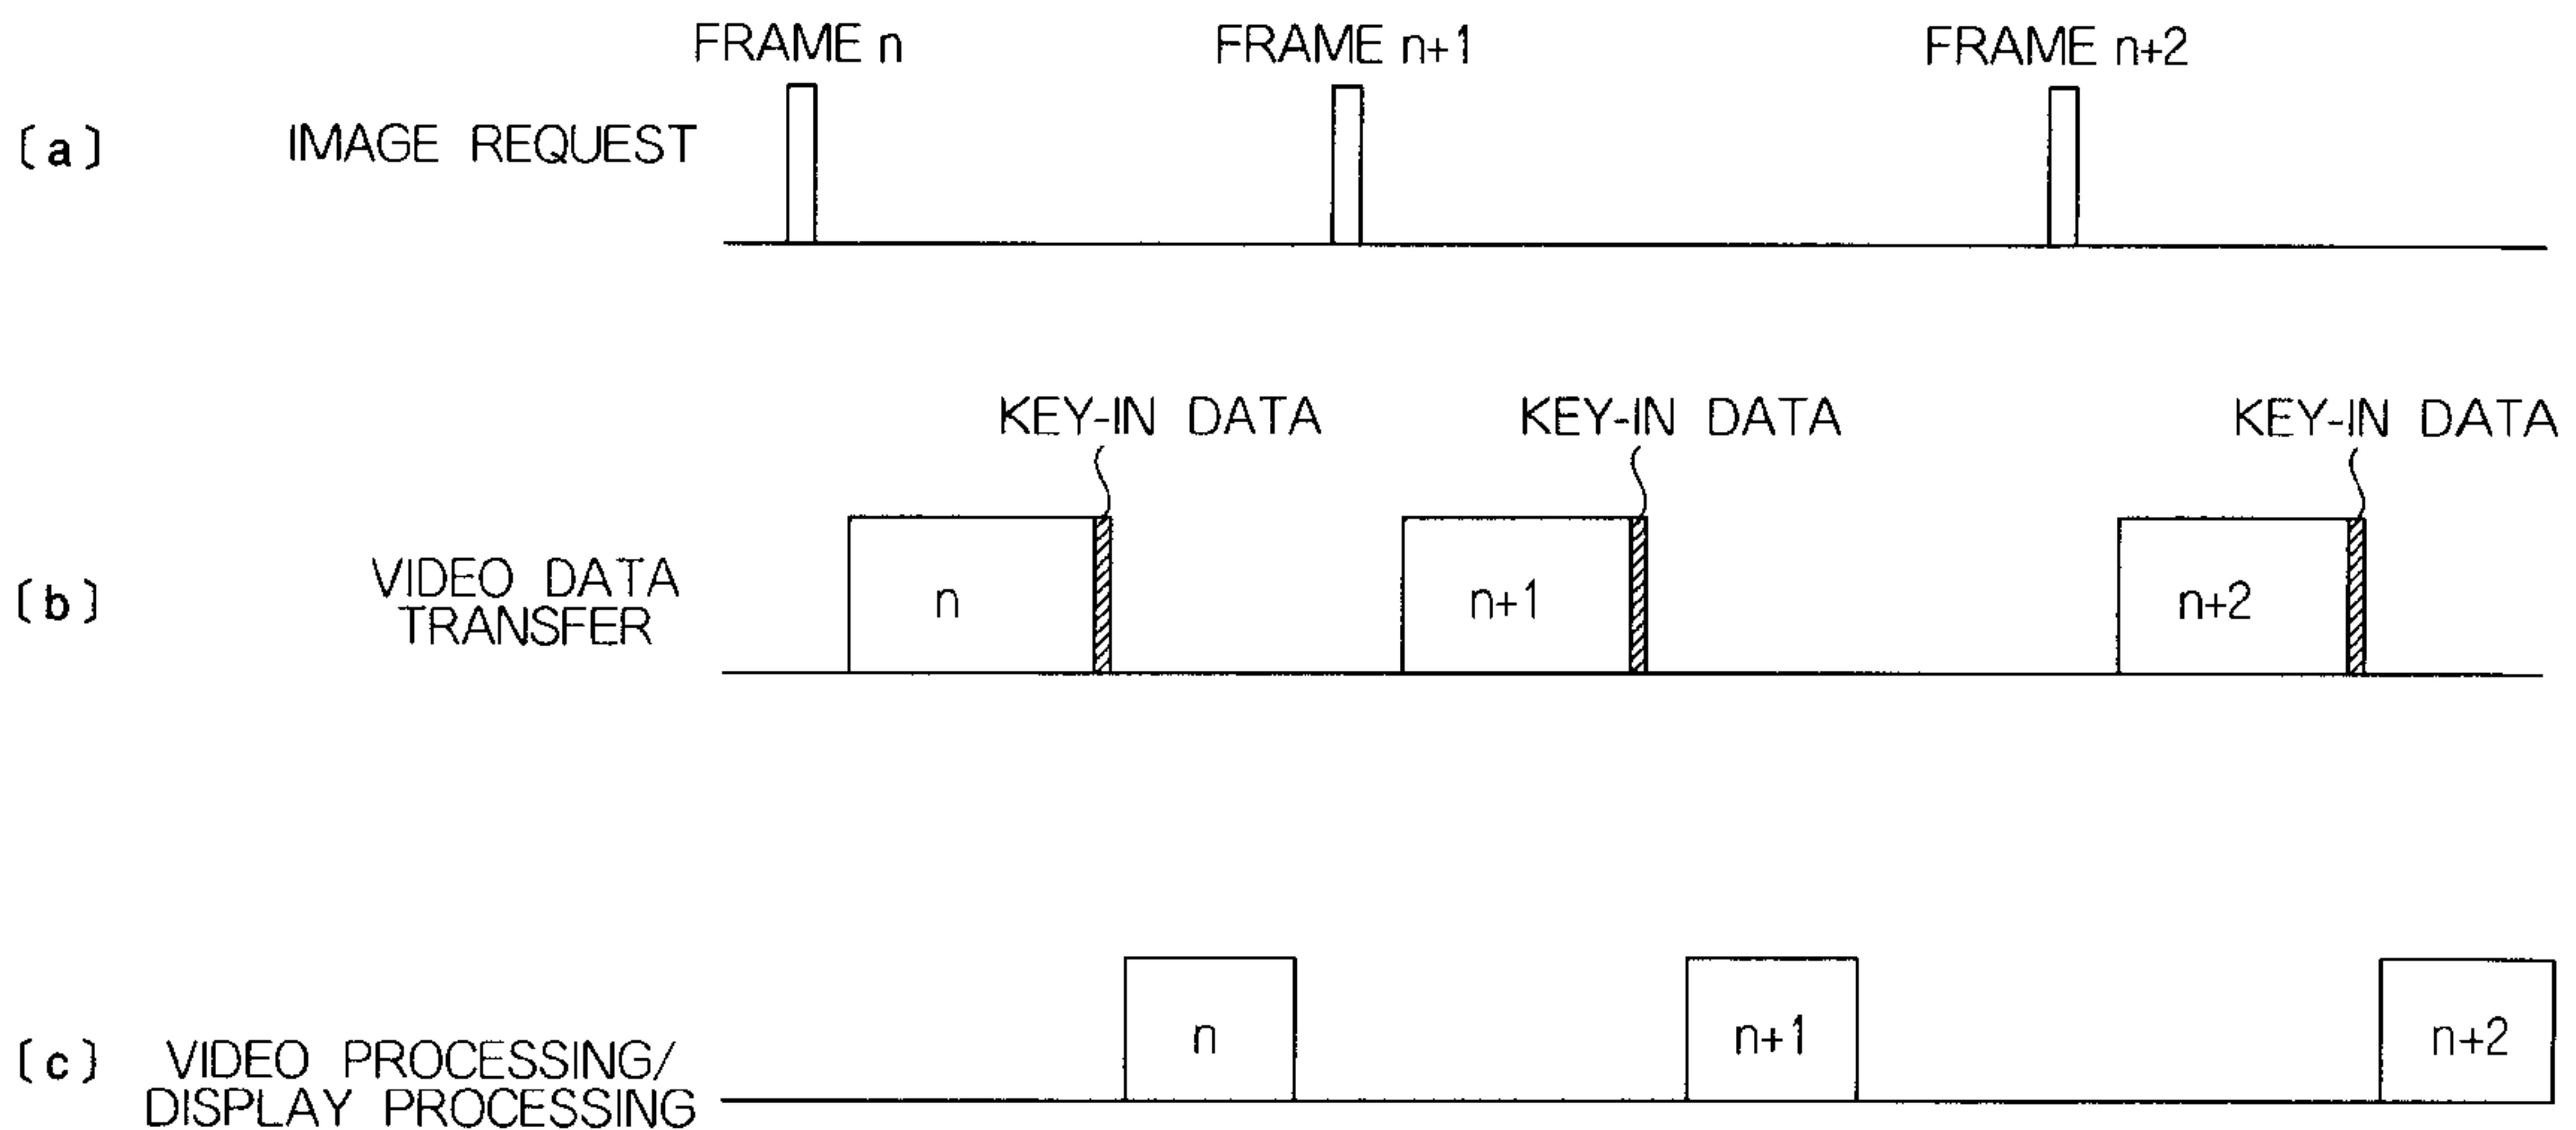 FRAME n FRAME n+1 FRAME n+2
(a) IMAGE REQUEST
KEY-IN DATA KEY-IN DATA KEY-IN DATA
(b) VIDEO DATA
TRANSFER
n n+1 n+2
(c) VIDEO PROCESSING/
DISPLAY PROCESSING
n n+1 n+2